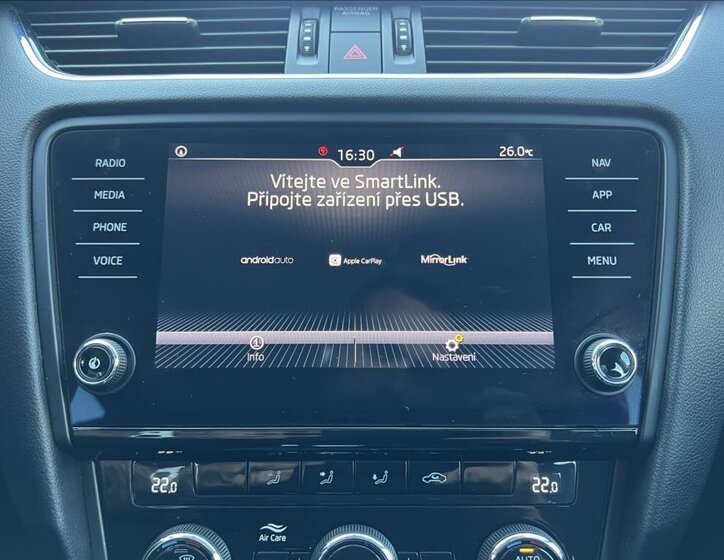 PASSENGER
AIRBAG
16:30
26.0°C
RADIO
MEDIA
PHONE
VOICE
Vítejte ve SmartLink.
Připojte zařízení přes USB.
androidauto
Apple CarPlay
MirrorLink
Info
Nastavení
NAV
APP
CAR
MENU
22.0
22.0
Air Care
AUTO